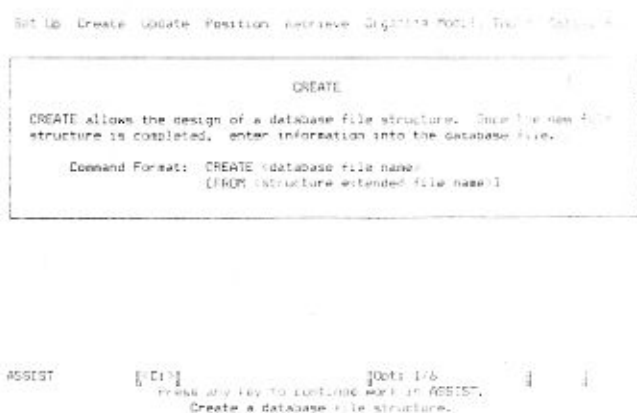 Set Up Create Update Position Retrieve Organize Modify Tools
CREATE
CREATE allows the design of a database file structure. Once the new file
structure is completed, enter information into the database file.
Command Format: CREATE <database file name>
[FROM <structure extended file name>]
ASSIST <C:> Opt: 1/6
Press any key to continue work in ASSIST.
Create a database file structure.